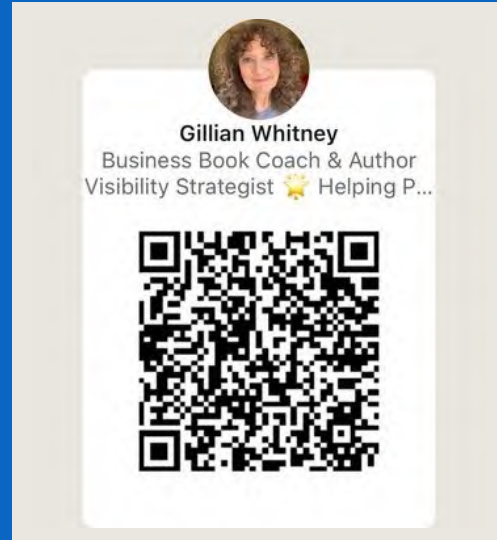 Gillian Whitney
Business Book Coach & Author
Visibility Strategist 🌟 Helping P...